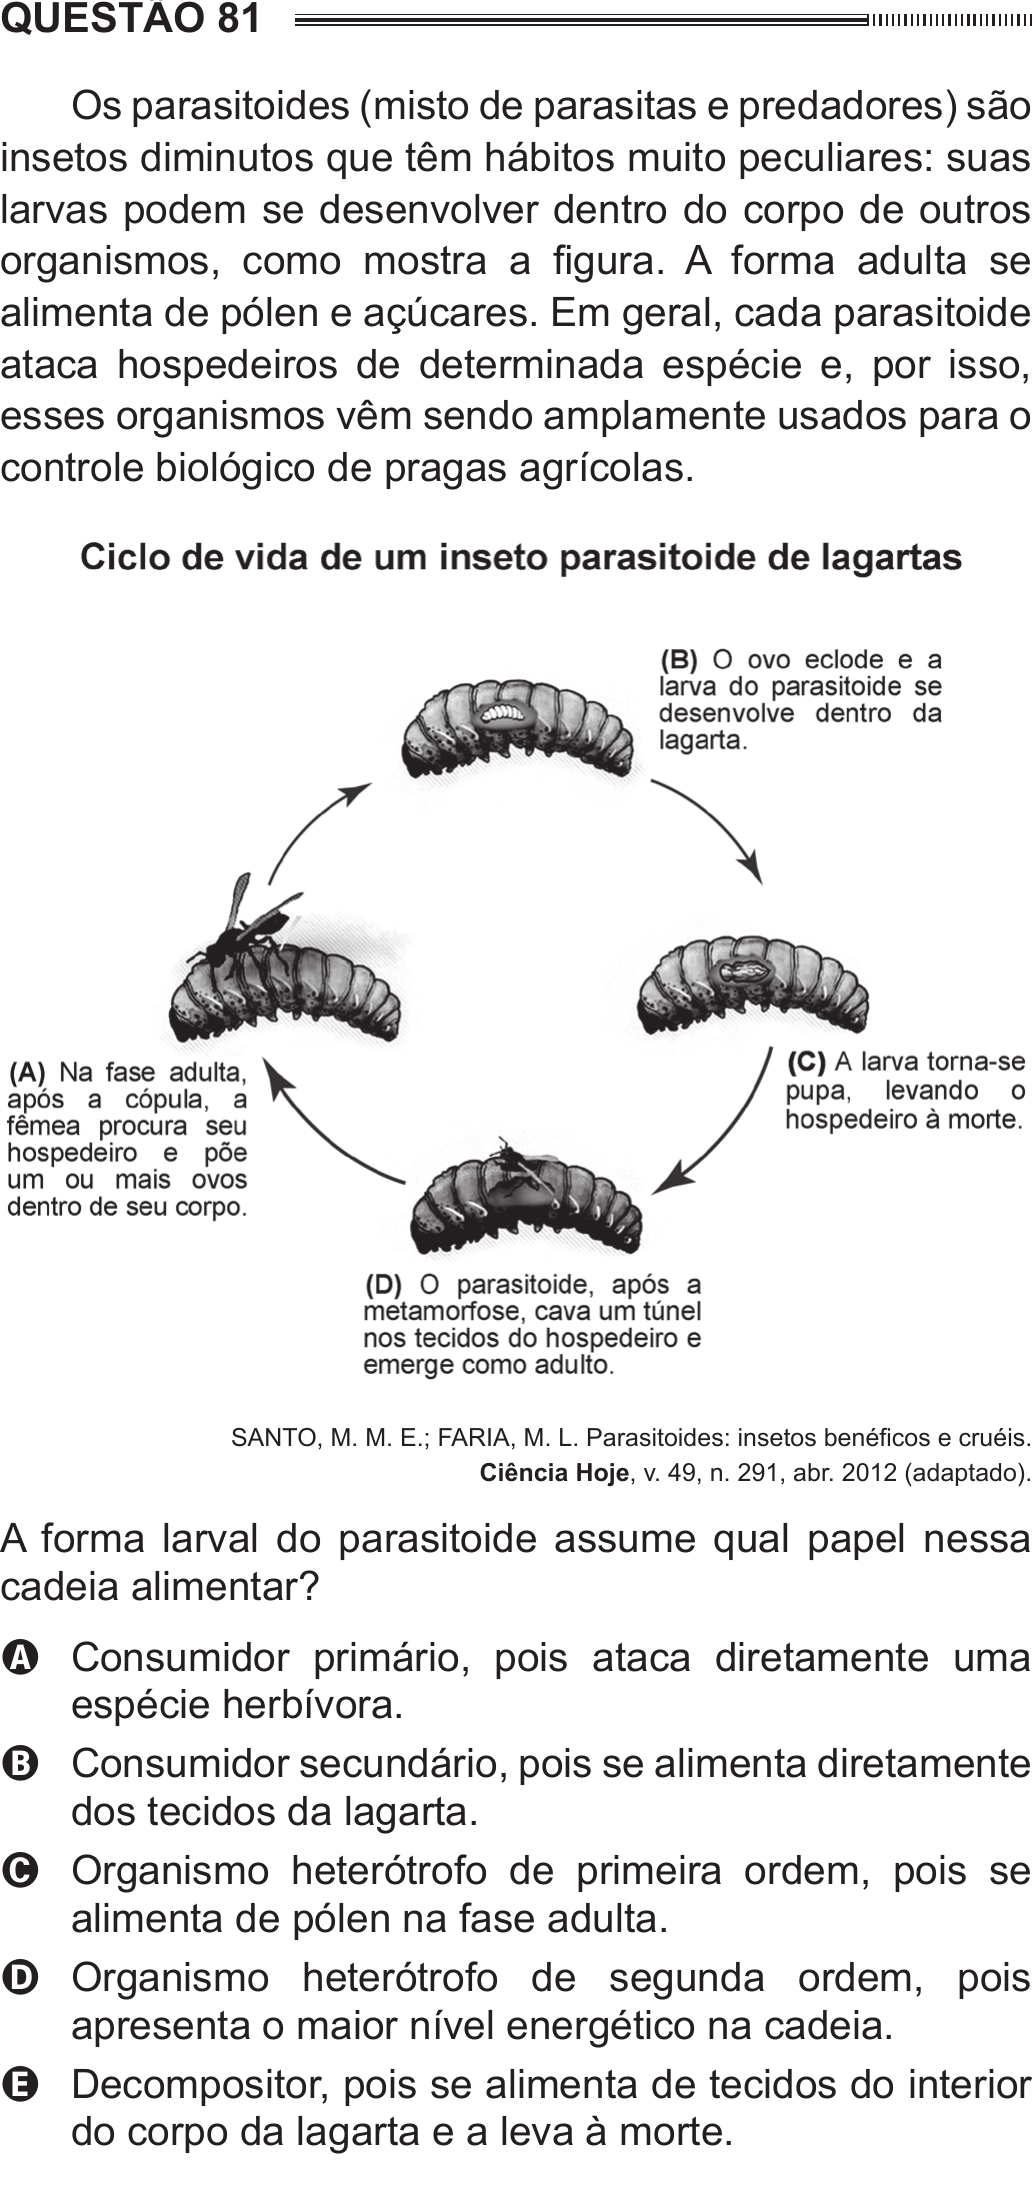 QUESTÃO 81
Os parasitoides (misto de parasitas e predadores) são
insetos diminutos que têm hábitos muito peculiares: suas
larvas podem se desenvolver dentro do corpo de outros
organismos, como mostra a figura. A forma adulta se
alimenta de pólen e açúcares. Em geral, cada parasitoide
ataca hospedeiros de determinada espécie e, por isso,
esses organismos vêm sendo amplamente usados para o
controle biológico de pragas agrícolas.
Ciclo de vida de um inseto parasitoide de lagartas
(B) O ovo eclode e a
larva do parasitoide se
desenvolve dentro da
lagarta.
(A) Na fase adulta,
após a cópula, a
fêmea procura seu
hospedeiro e põe
um ou mais ovos
dentro de seu corpo.
(C) A larva torna-se
pupa, levando o
hospedeiro à morte.
(D) O parasitoide, após a
metamorfose, cava um túnel
nos tecidos do hospedeiro e
emerge como adulto.
SANTO, M. M. E.; FARIA, M. L. Parasitoides: insetos benéficos e cruéis.
Ciência Hoje, v. 49, n. 291, abr. 2012 (adaptado).
A forma larval do parasitoide assume qual papel nessa
cadeia alimentar?
A Consumidor primário, pois ataca diretamente uma
espécie herbívora.
B Consumidor secundário, pois se alimenta diretamente
dos tecidos da lagarta.
C Organismo heterótrofo de primeira ordem, pois se
alimenta de pólen na fase adulta.
D Organismo heterótrofo de segunda ordem, pois
apresenta o maior nível energético na cadeia.
E Decompositor, pois se alimenta de tecidos do interior
do corpo da lagarta e a leva à morte.